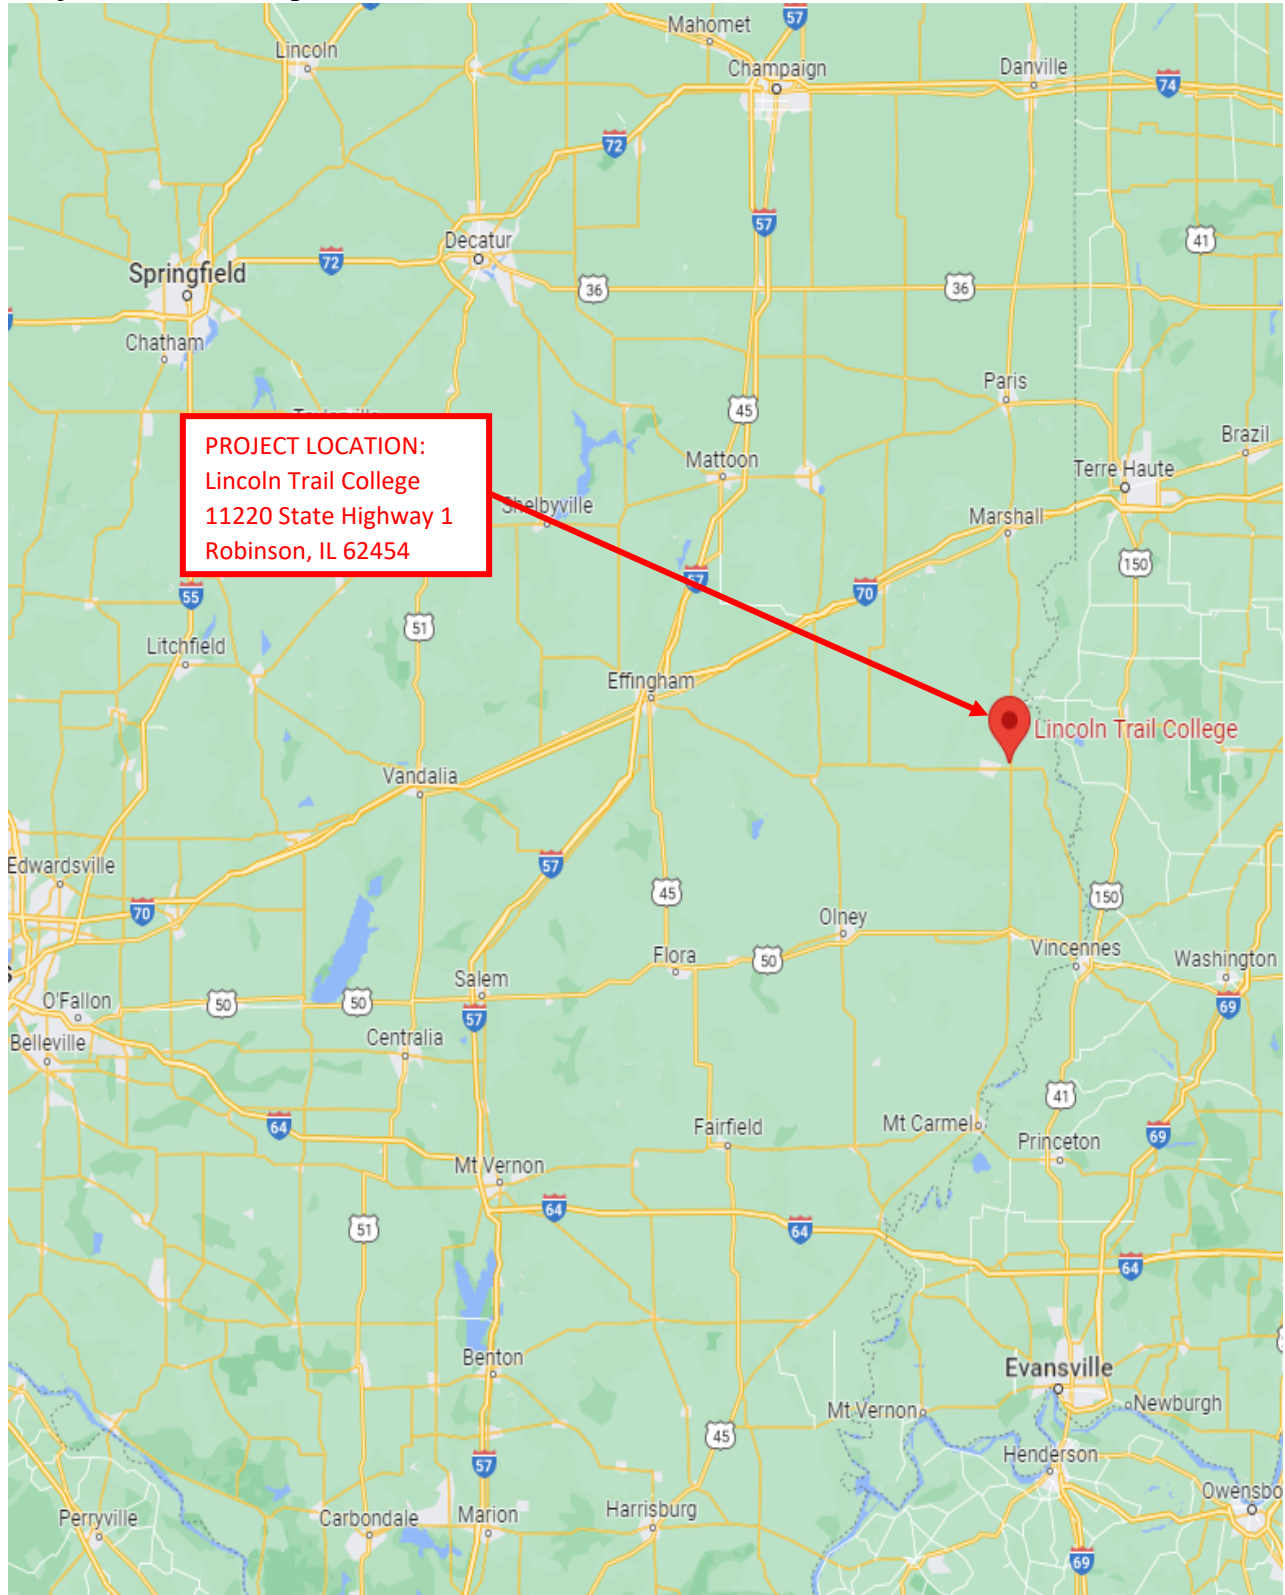 Mahomet
57
Lincoln
Champaign
Danville
74
72
57
Decatur
41
Springfield
72
36
36
Chatham
Paris
45
Brazil
PROJECT LOCATION:
Lincoln Trail College
11220 State Highway 1
Robinson, IL 62454
Mattoon
Terre Haute
Shelbyville
Marshall
150
57
70
55
51
Litchfield
Effingham
Lincoln Trail College
Vandalia
Edwardsville
57
45
150
70
Olney
Vincennes
Flora
50
Washington
Salem
O'Fallon
50
50
69
57
Belleville
Centralia
41
64
Fairfield
Mt Carmel
69
Princeton
Mt Vernon
64
51
64
64
Benton
Evansville
Mt Vernon
Newburgh
45
Henderson
57
Owensbo
Perryville
Carbondale
Marion
Harrisburg
69